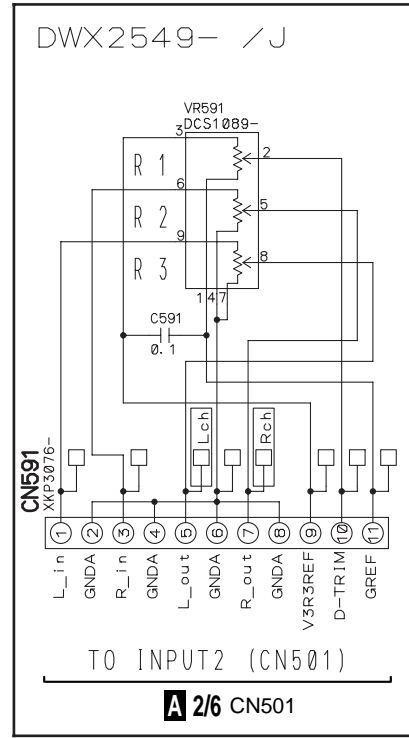 DWX2549- /J
VR591
DCS1089-
3
R 1
2
6
R 2
5
9
R 3
8
1 4 7
C591
0.1
Lch
Rch
CN591
XKP3076-
1 2 3 4 5 6 7 8 9 10 11
L_in
GNDA
R_in
GNDA
L_out
GNDA
R_out
GNDA
V3R3REF
D-TRIM
GREF
TO INPUT2 (CN501)
A 2/6 CN501